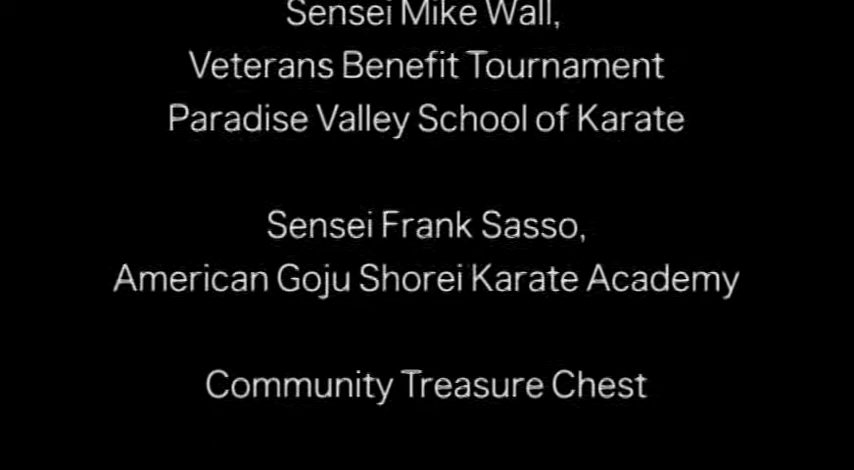 Sensei Mike Wall,
Veterans Benefit Tournament
Paradise Valley School of Karate
Sensei Frank Sasso,
American Goju Shorei Karate Academy
Community Treasure Chest